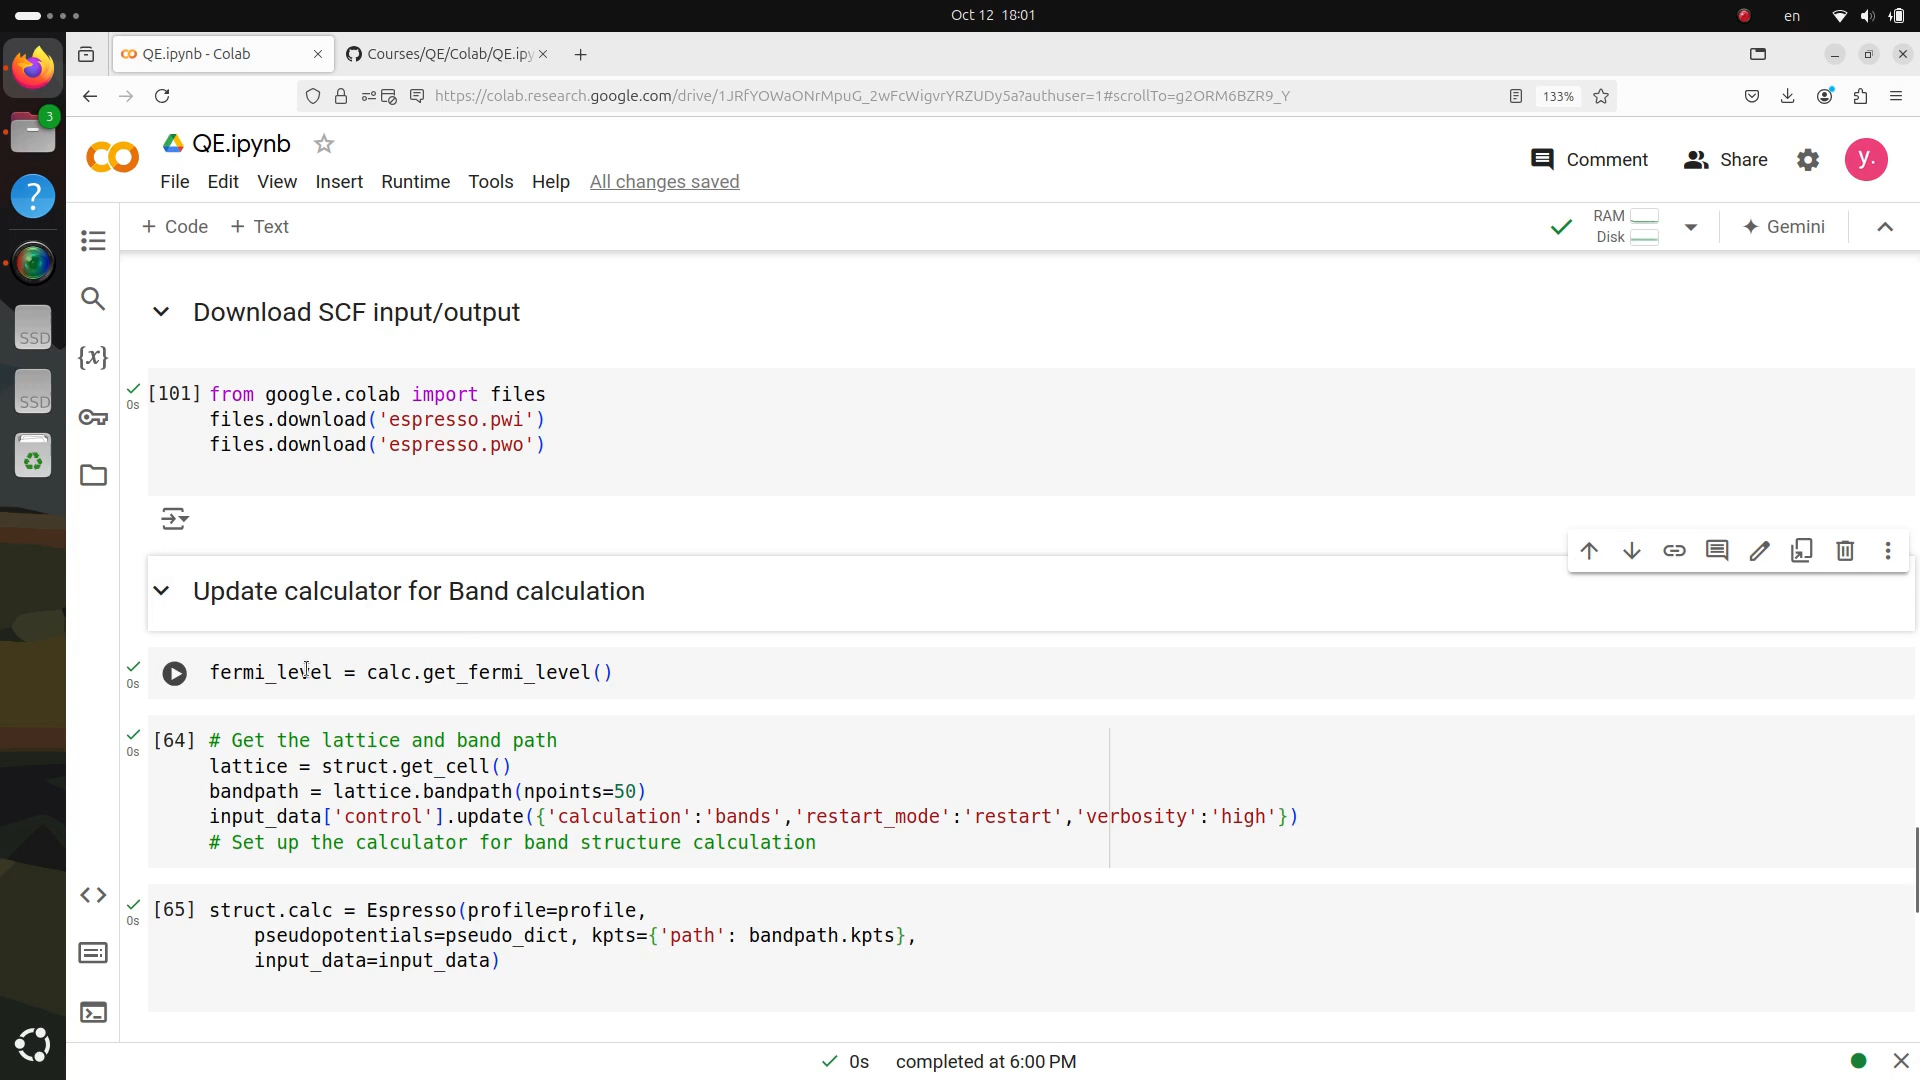 Oct 12 18:01
en
QE.ipynb - Colab
Courses/QE/Colab/QE.ipy
https://colab.research.google.com/drive/1JRfYOWaONrMpuG_2wFcWigvrYRZUDy5a?authuser=1#scrollTo=g2ORM6BZR9_Y
133%
3
QE.ipynb
Comment
Share
y.
File Edit View Insert Runtime Tools Help All changes saved
+ Code + Text
RAM
Disk
Gemini
SSD
SSD
{x}
Download SCF input/output
0s
[101] from google.colab import files
files.download('espresso.pwi')
files.download('espresso.pwo')
Update calculator for Band calculation
0s
fermi_level = calc.get_fermi_level()
0s
[64] # Get the lattice and band path
lattice = struct.get_cell()
bandpath = lattice.bandpath(npoints=50)
input_data['control'].update({'calculation':'bands','restart_mode':'restart','verbosity':'high'})
# Set up the calculator for band structure calculation
0s
[65] struct.calc = Espresso(profile=profile,
pseudopotentials=pseudo_dict, kpts={'path': bandpath.kpts},
input_data=input_data)
0s completed at 6:00 PM